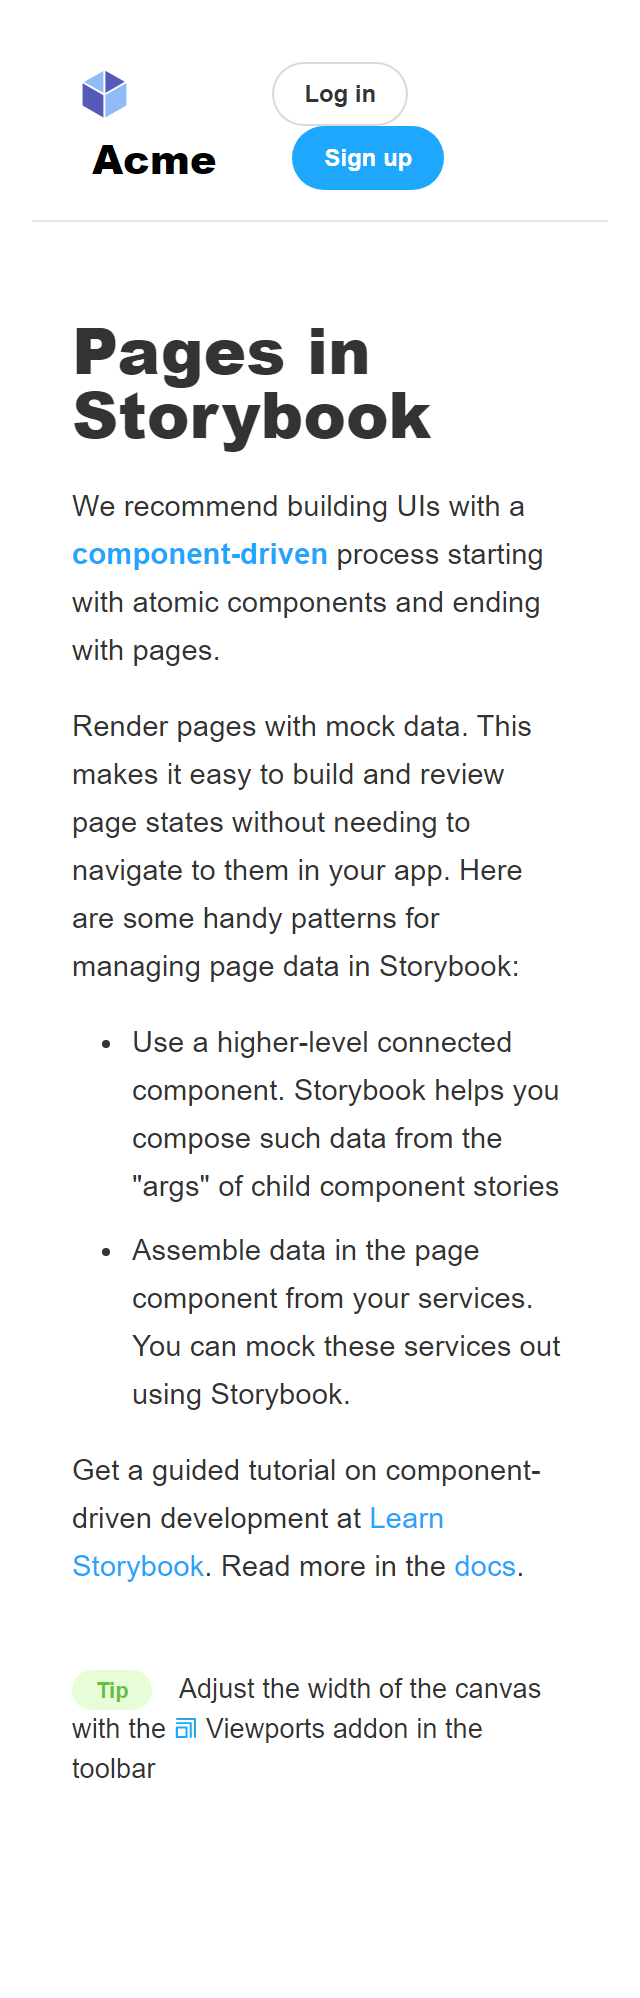 Log in
Acme
Sign up
Pages in
Storybook
We recommend building UIs with a
component-driven process starting
with atomic components and ending
with pages.
Render pages with mock data. This
makes it easy to build and review
page states without needing to
navigate to them in your app. Here
are some handy patterns for
managing page data in Storybook:
• Use a higher-level connected
component. Storybook helps you
compose such data from the
"args" of child component stories
• Assemble data in the page
component from your services.
You can mock these services out
using Storybook.
Get a guided tutorial on component-
driven development at Learn
Storybook. Read more in the docs.
Tip Adjust the width of the canvas
with the Viewports addon in the
toolbar